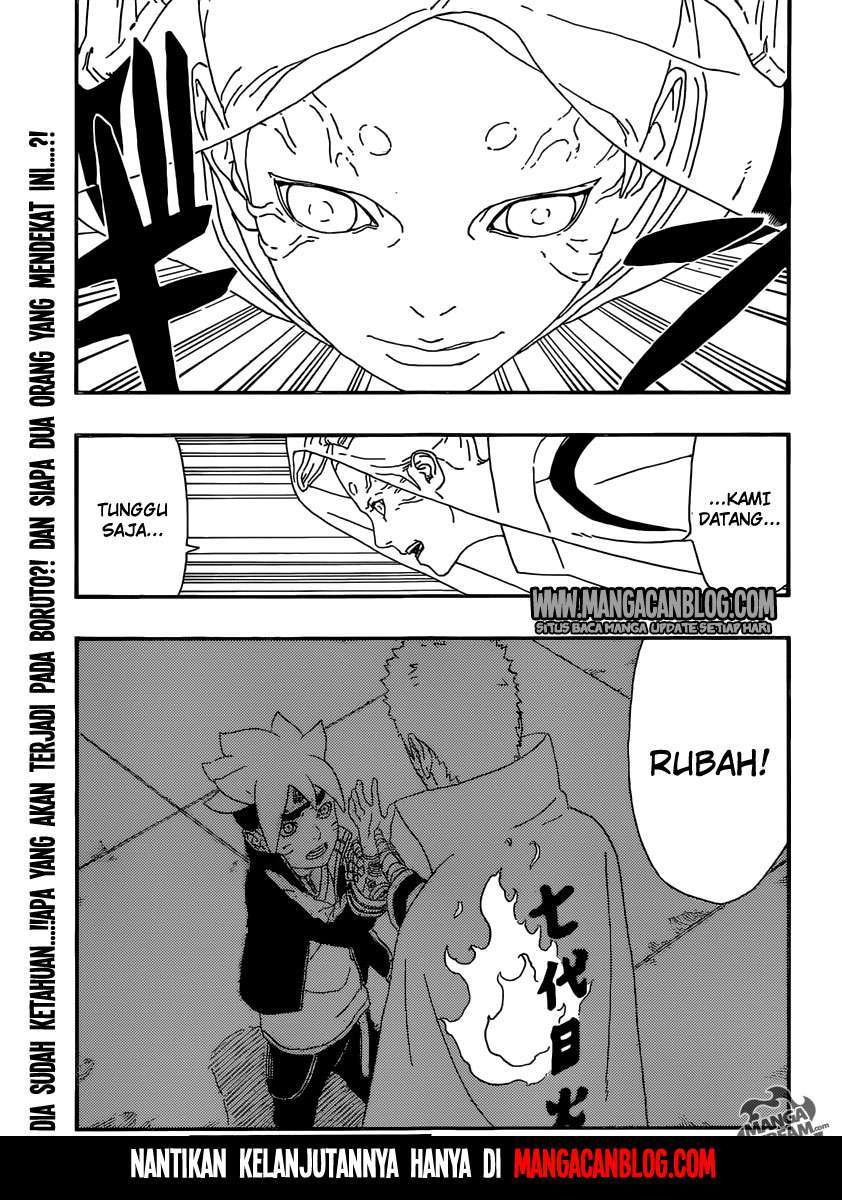 DIA SUDAH KETAHUAN...!!APA YANG AKAN TERJADI PADA BORUTO?! DAN SIAPA DUA ORANG YANG MENDEKAT INI....?!
...KAMI
DATANG...
TUNGGU
SAJA...
WWW.MANGACANBLOG.COM
SITUS BACA MANGA UPDATE SETIAP HARI
RUBAH!
七代目火
MANGA
NANTIKAN KELANJUTANNYA HANYA DI MANGACANBLOG.COM